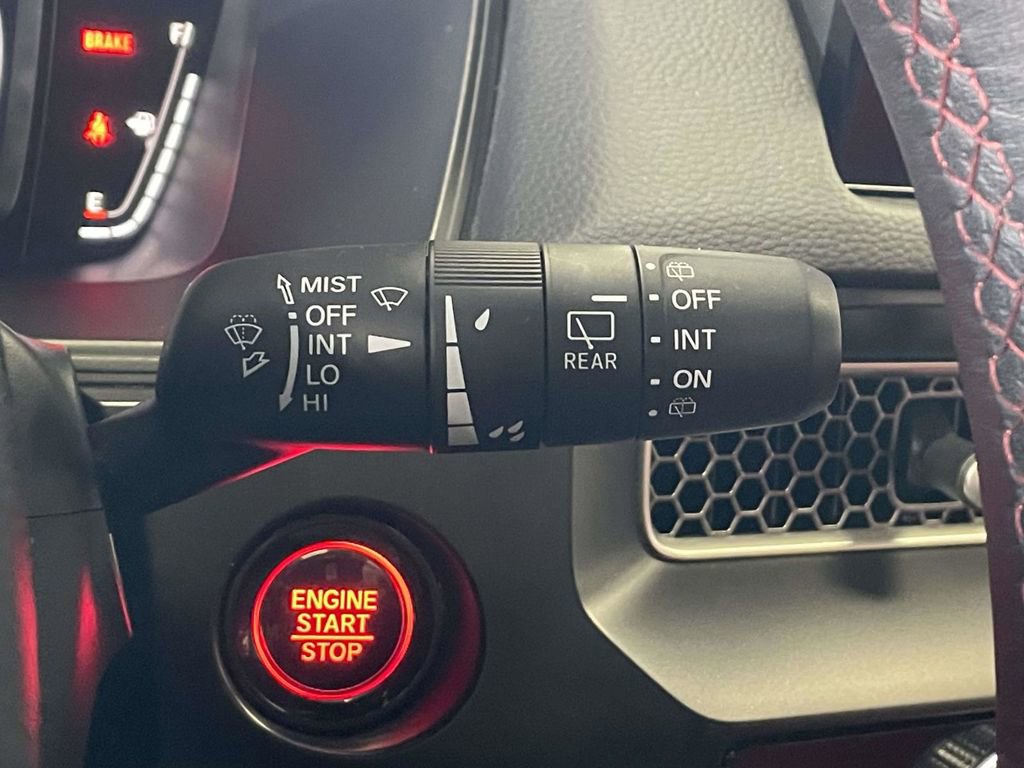 BRAKE
F
E
MIST
OFF
INT
LO
HI
REAR
OFF
INT
ON
ENGINE
START
STOP